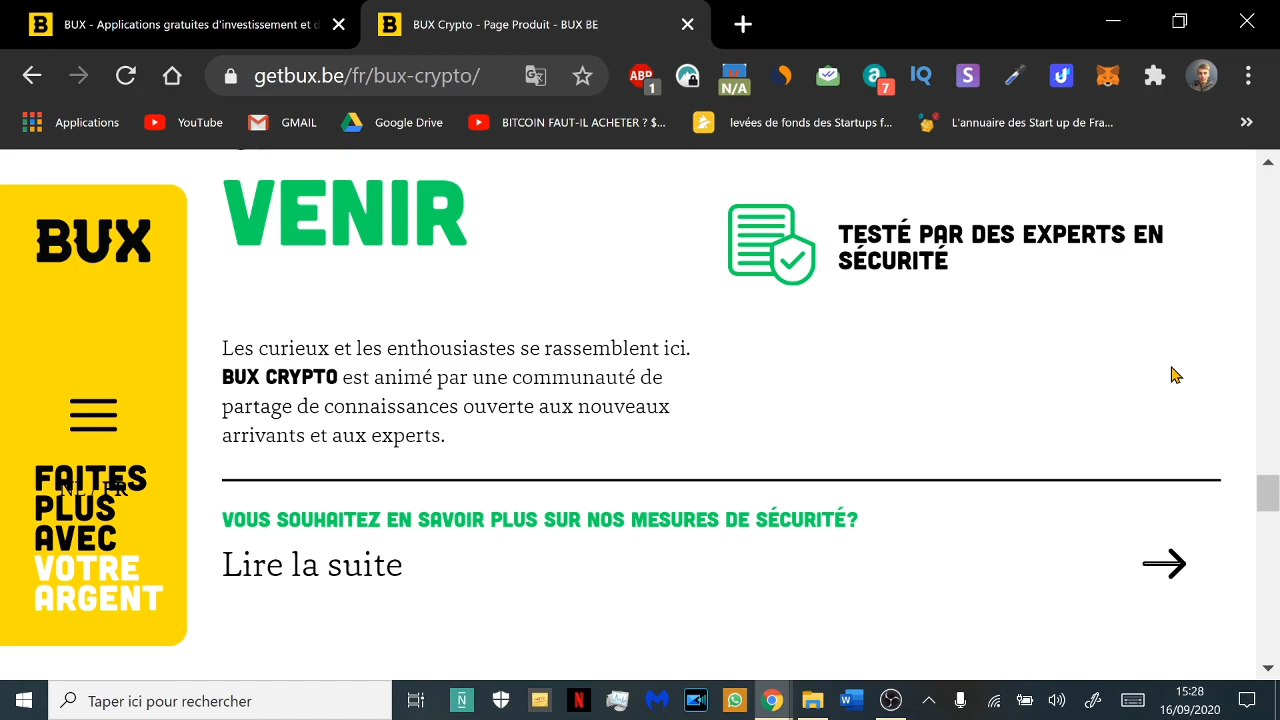 BUX - Applications gratuites d'investissement et d
BUX Crypto - Page Produit - BUX BE
getbux.be/fr/bux-crypto/
ABP
1
N/A
a
7
IQ
S
Applications
YouTube
GMAIL
Google Drive
BITCOIN FAUT-IL ACHETER ? $...
levées de fonds des Startups f...
L'annuaire des Start up de Fra...
BUX
FAITES
NL / FR
PLUS
AVEC
VOTRE
ARGENT
VENIR
TESTÉ PAR DES EXPERTS EN
SÉCURITÉ
Les curieux et les enthousiastes se rassemblent ici.
BUX CRYPTO est animé par une communauté de
partage de connaissances ouverte aux nouveaux
arrivants et aux experts.
VOUS SOUHAITEZ EN SAVOIR PLUS SUR NOS MESURES DE SÉCURITÉ?
Lire la suite
Taper ici pour rechercher
15:28
16/09/2020